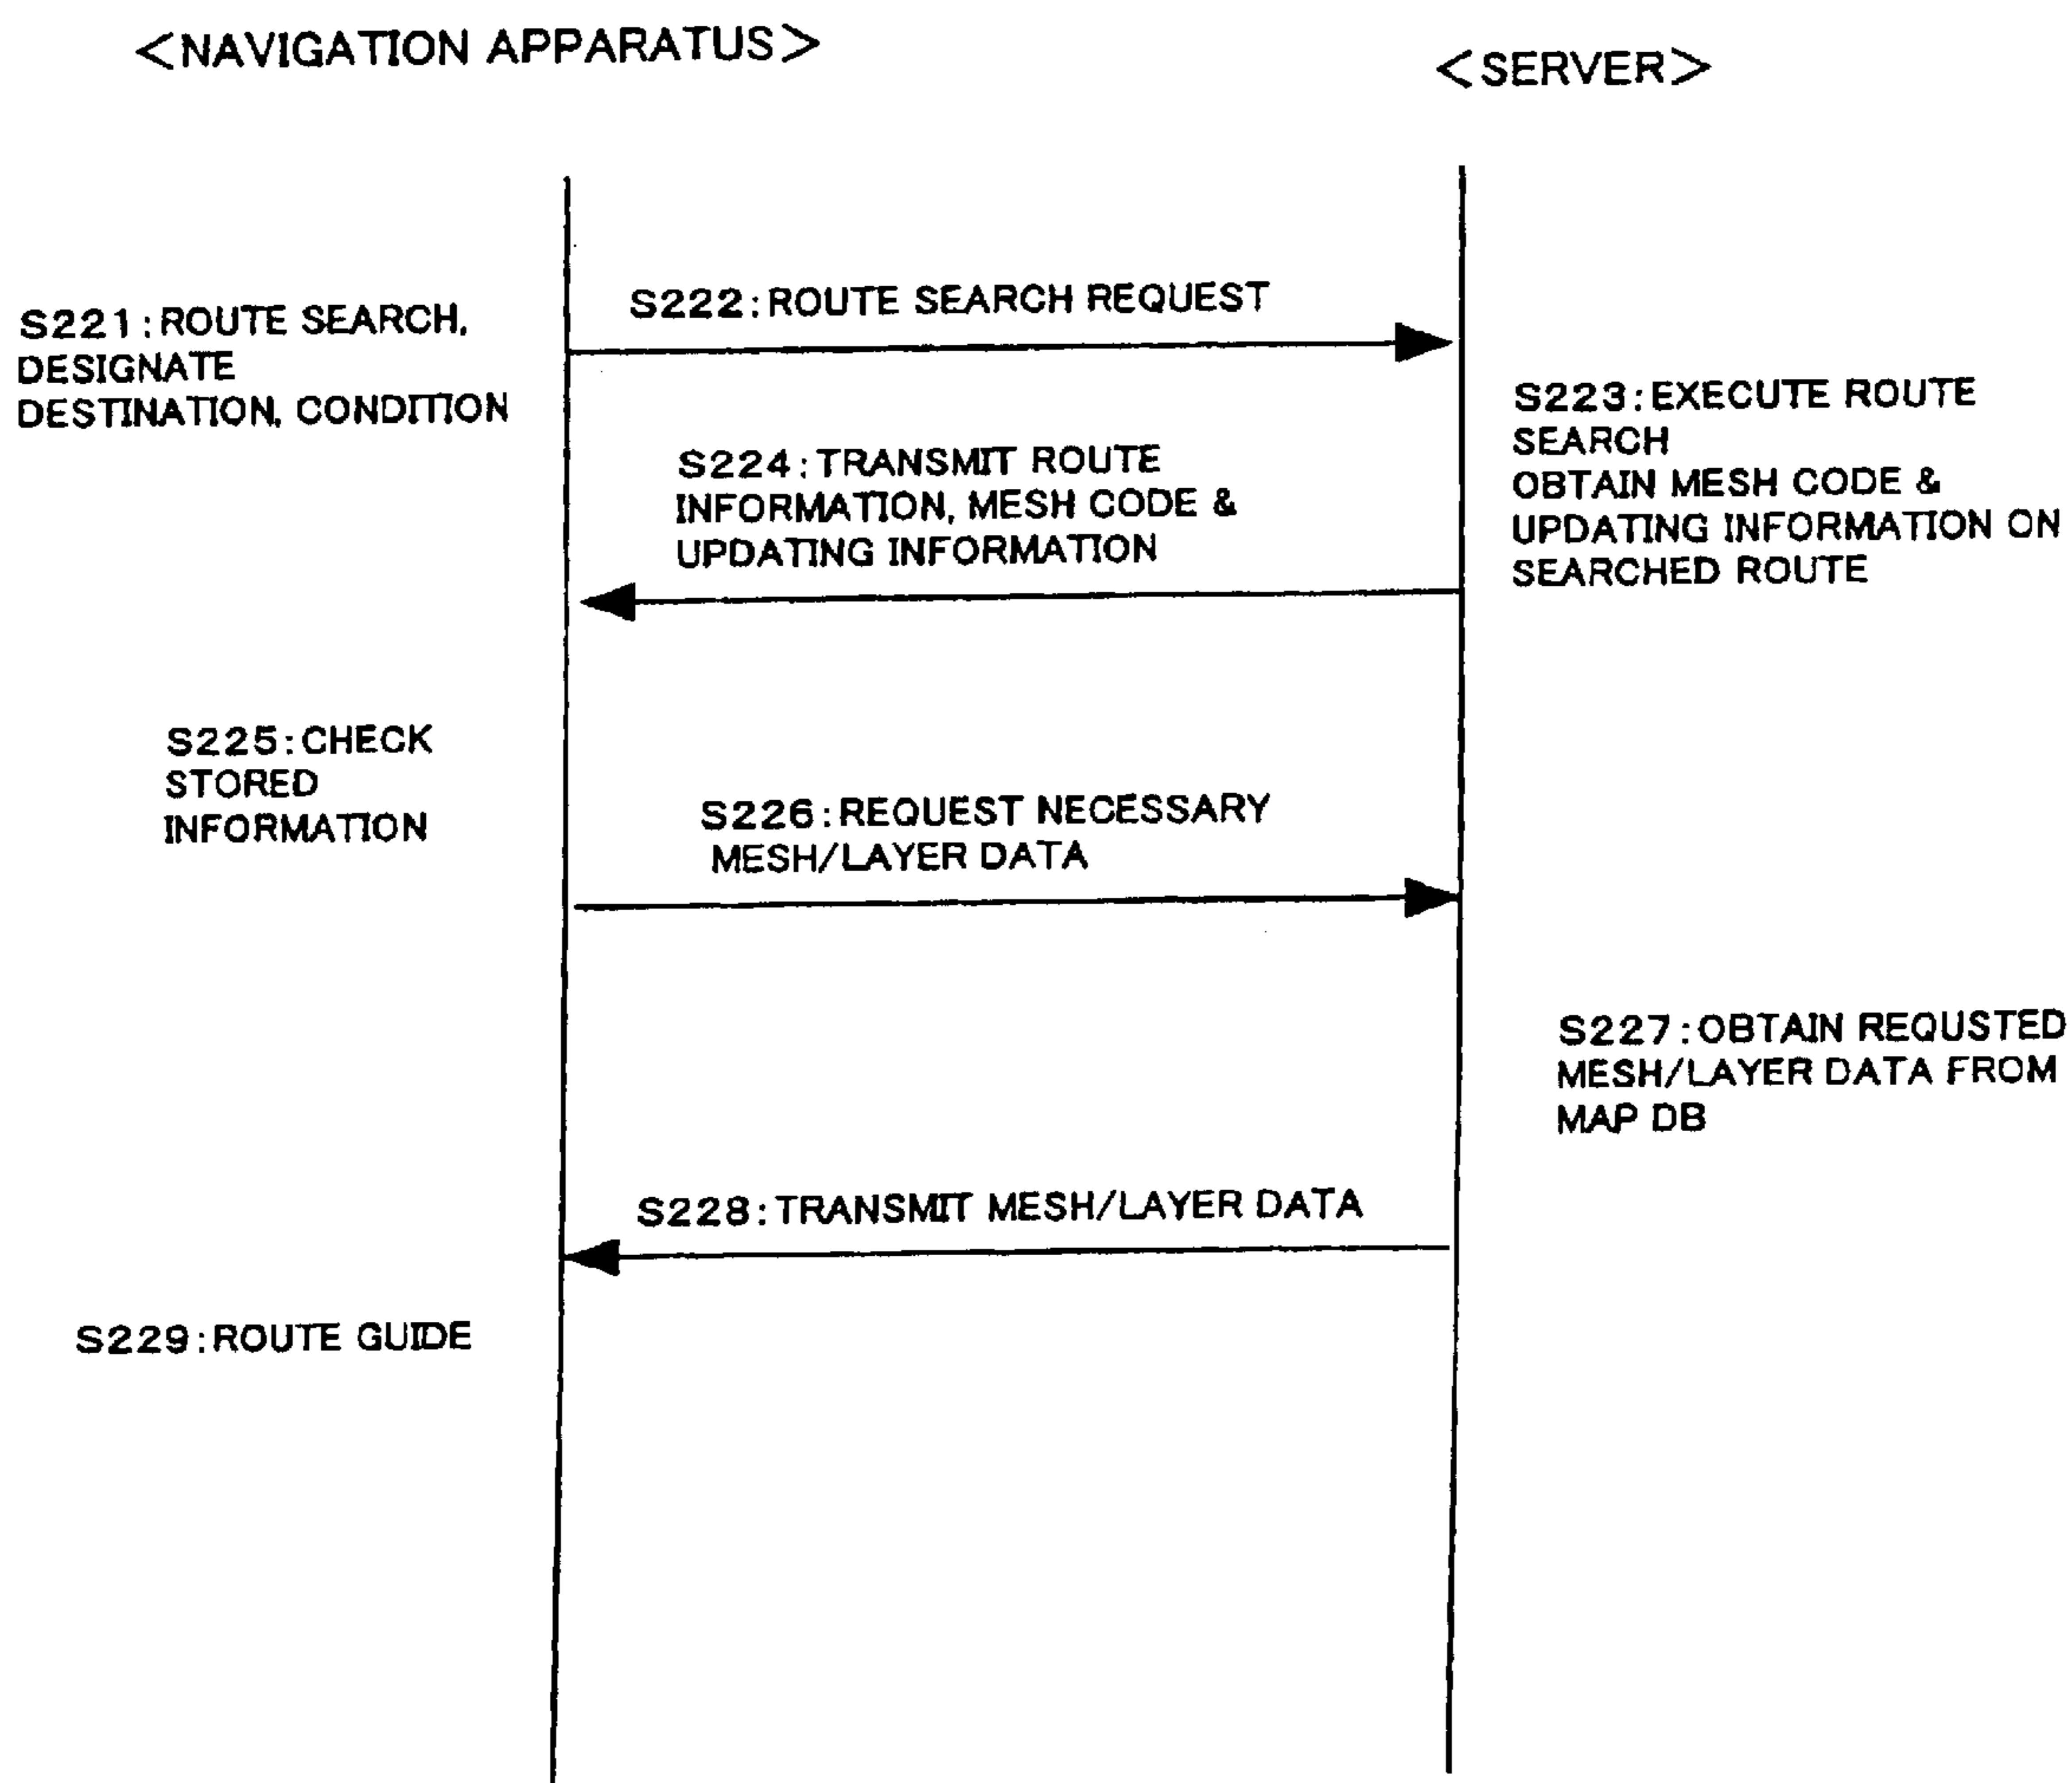 <NAVIGATION APPARATUS>
<SERVER>
S221:ROUTE SEARCH,
DESIGNATE
DESTINATION, CONDITION
S222:ROUTE SEARCH REQUEST
S223:EXECUTE ROUTE
SEARCH
OBTAIN MESH CODE &
UPDATING INFORMATION ON
SEARCHED ROUTE
S224:TRANSMIT ROUTE
INFORMATION, MESH CODE &
UPDATING INFORMATION
S225:CHECK
STORED
INFORMATION
S226:REQUEST NECESSARY
MESH/LAYER DATA
S227:OBTAIN REQUSTED
MESH/LAYER DATA FROM
MAP DB
S228:TRANSMIT MESH/LAYER DATA
S229:ROUTE GUIDE